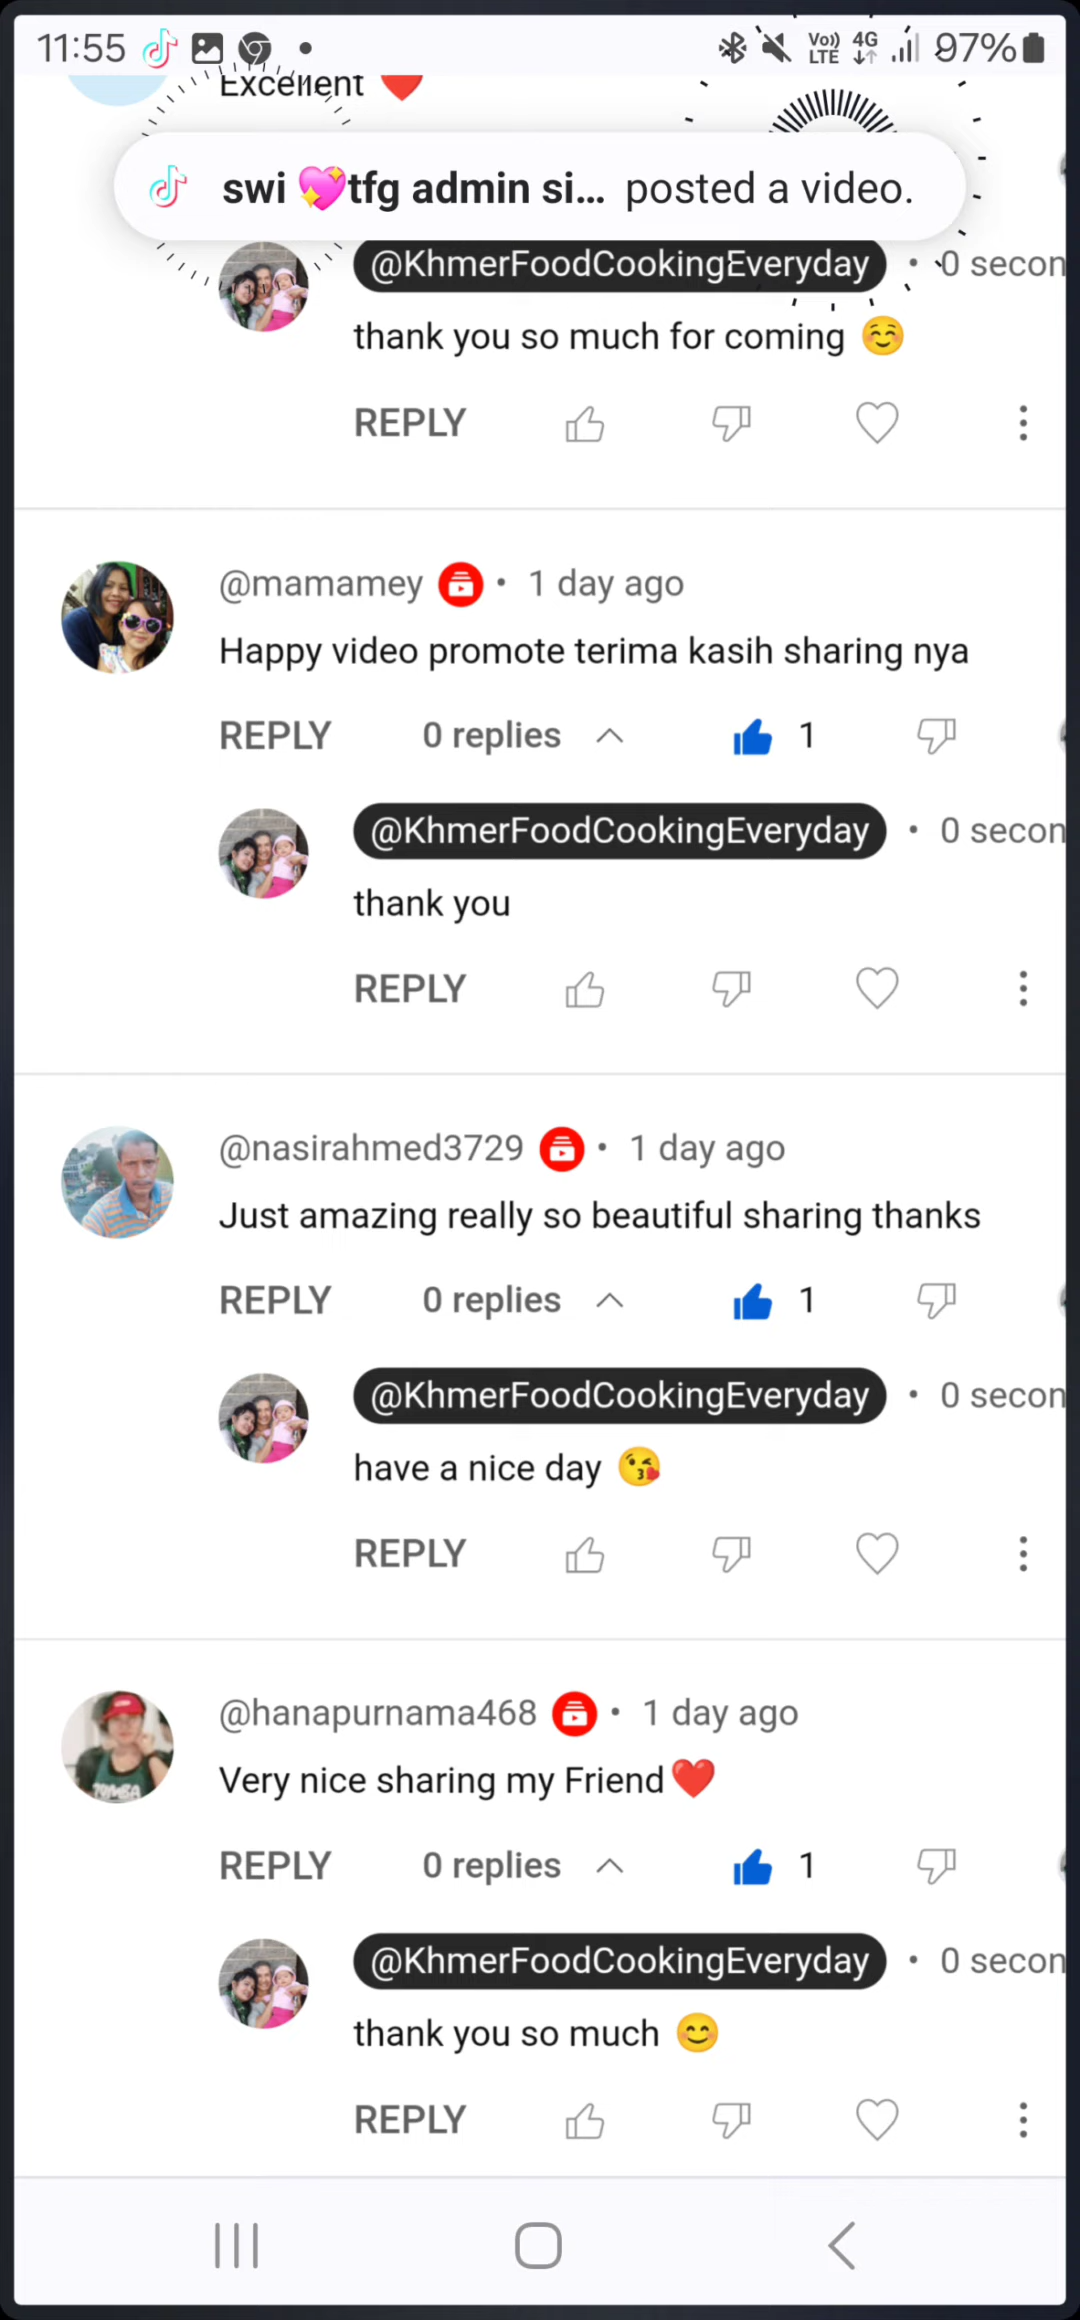 11:55 Vo)) LTE 4G 97%
Excellent ❤️
swi 💖tfg admin si... posted a video.
@KhmerFoodCookingEveryday • 0 secon
thank you so much for coming ☺️
REPLY
@mamamey • 1 day ago
Happy video promote terima kasih sharing nya
REPLY 0 replies 1
@KhmerFoodCookingEveryday • 0 secon
thank you
REPLY
@nasirahmed3729 • 1 day ago
Just amazing really so beautiful sharing thanks
REPLY 0 replies 1
@KhmerFoodCookingEveryday • 0 secon
have a nice day 😘
REPLY
@hanapurnama468 • 1 day ago
Very nice sharing my Friend❤️
REPLY 0 replies 1
@KhmerFoodCookingEveryday • 0 secon
thank you so much 😊
REPLY